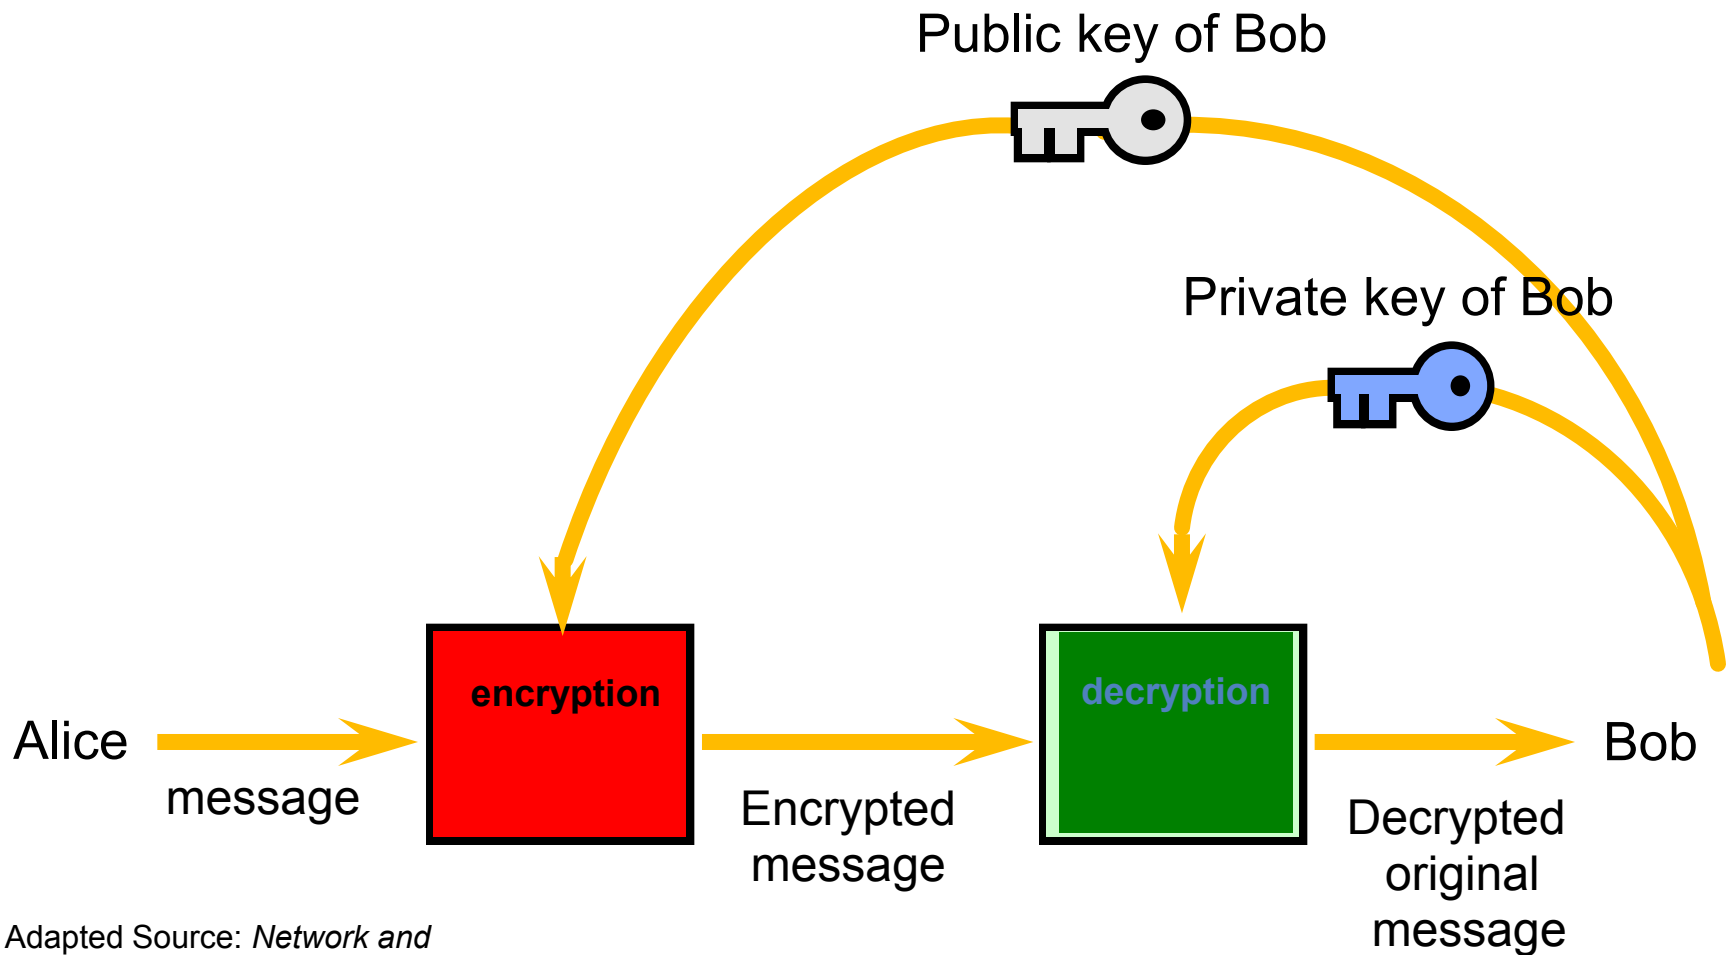 Public key of Bob
Private key of Bob
encryption
decryption
Alice
Bob
message
Encrypted
message
Decrypted
original
message
Adapted Source: Network and